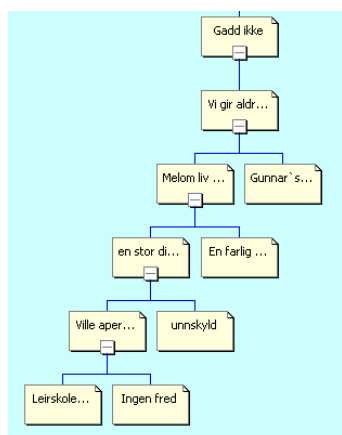 Gadd ikke
Vi gir aldr...
Melom liv ...
Gunnar`s...
en stor di...
En farlig ...
Ville aper...
unnskyld
Leirskole...
Ingen fred